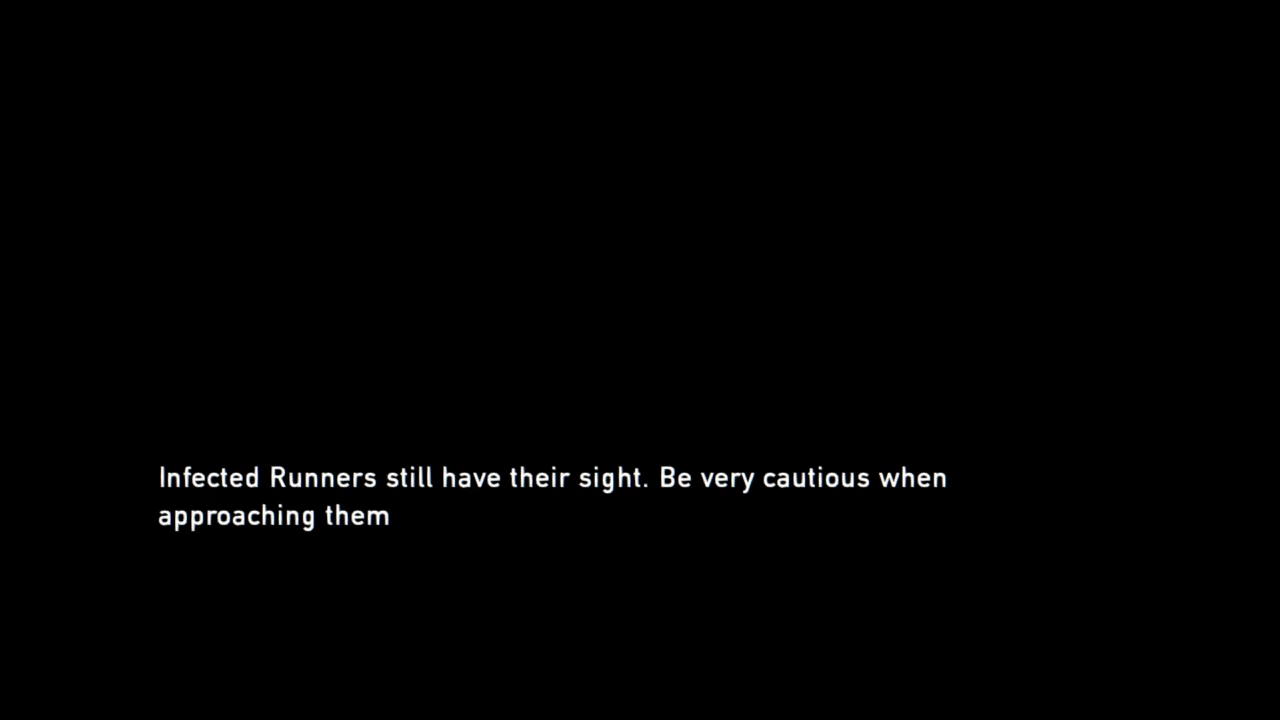 Infected Runners still have their sight. Be very cautious when
approaching them